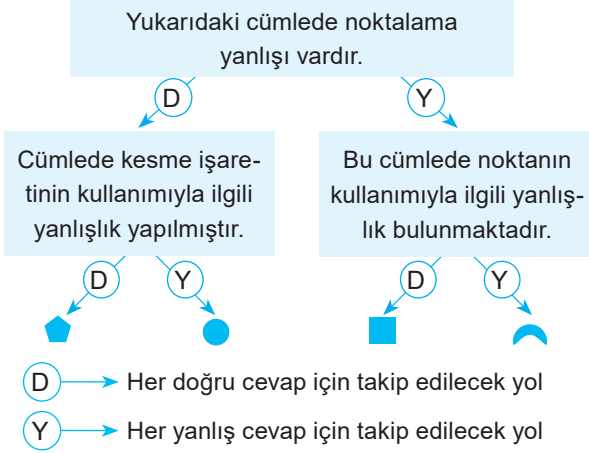 Yukarıdaki cümlede noktalama
yanlışı vardır.
D
Y
Cümlede kesme işare-
tinin kullanımıyla ilgili
yanlışlık yapılmıştır.
Bu cümlede noktanın
kullanımıyla ilgili yanlış-
lık bulunmaktadır.
D
Y
D
Y
D Her doğru cevap için takip edilecek yol
Y Her yanlış cevap için takip edilecek yol